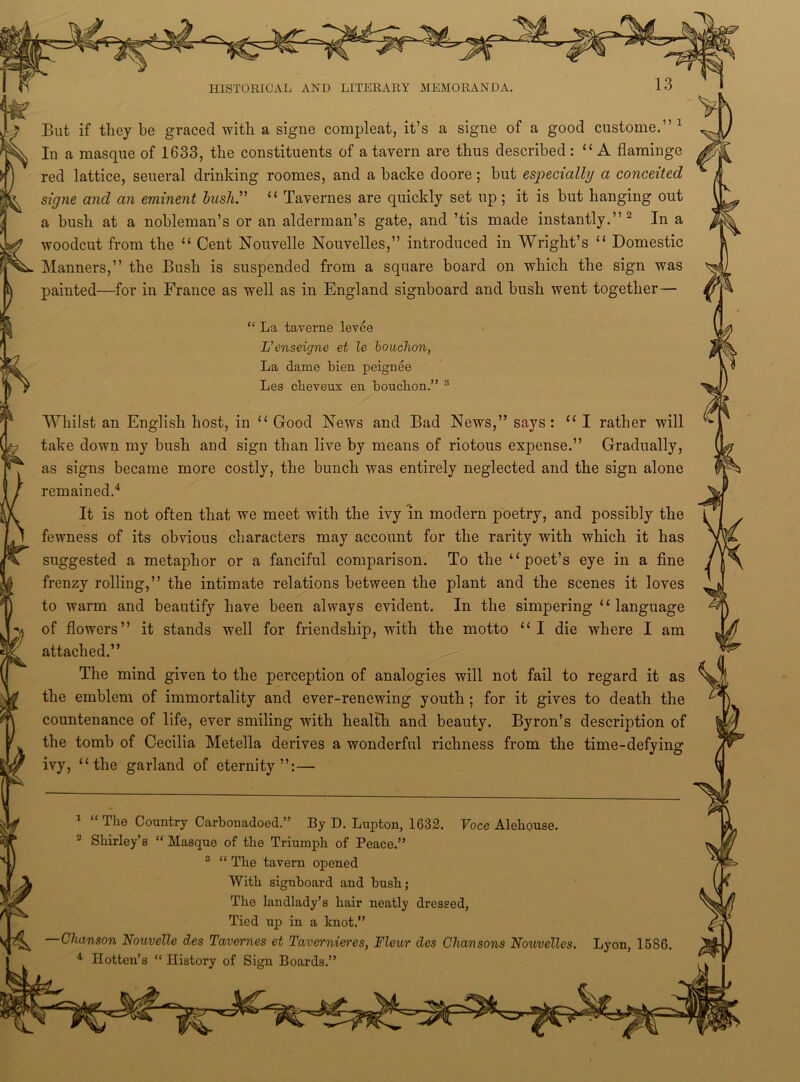 HISTORICAL AND LITERARY MEMORANDA. 13
But if they be graced with a signe compleat, it’s a signe of a good custome.” ¹
In a masque of 1633, the constituents of a tavern are thus described: “A flaminge
red lattice, seueral drinking roomes, and a backe doore; but especially a conceited
signe and an eminent bush.” “Tavernes are quickly set up; it is but hanging out
a bush at a nobleman’s or an alderman’s gate, and ’tis made instantly.” ² In a
woodcut from the “Cent Nouvelle Nouvelles,” introduced in Wright’s “Domestic
Manners,” the Bush is suspended from a square board on which the sign was
painted—for in France as well as in England signboard and bush went together—
“La taverne levée
L’enseigne et le bouchon,
La dame bien peignée
Les cheveux en bouchon.” ³
Whilst an English host, in “Good News and Bad News,” says: “I rather will
take down my bush and sign than live by means of riotous expense.” Gradually,
as signs became more costly, the bunch was entirely neglected and the sign alone
remained.⁴
It is not often that we meet with the ivy in modern poetry, and possibly the
fewness of its obvious characters may account for the rarity with which it has
suggested a metaphor or a fanciful comparison. To the “poet’s eye in a fine
frenzy rolling,” the intimate relations between the plant and the scenes it loves
to warm and beautify have been always evident. In the simpering “language
of flowers” it stands well for friendship, with the motto “I die where I am
attached.”
The mind given to the perception of analogies will not fail to regard it as
the emblem of immortality and ever-renewing youth; for it gives to death the
countenance of life, ever smiling with health and beauty. Byron’s description of
the tomb of Cecilia Metella derives a wonderful richness from the time-defying
ivy, “the garland of eternity”:—
¹ “The Country Carbonadoed.” By D. Lupton, 1632. Voce Alehouse.
² Shirley’s “Masque of the Triumph of Peace.”
³ “The tavern opened
With signboard and bush;
The landlady’s hair neatly dressed,
Tied up in a knot.”
—Chanson Nouvelle des Tavernes et Tavernieres, Fleur des Chansons Nouvelles. Lyon, 1586.
⁴ Hotten’s “History of Sign Boards.”